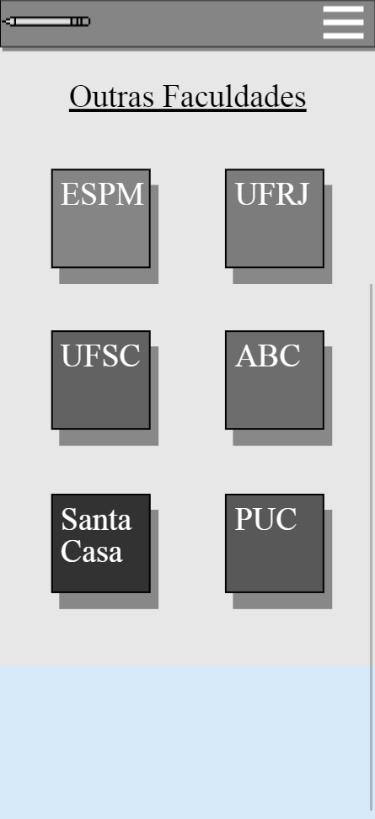 Outras Faculdades
ESPM
UFRJ
UFSC
ABC
Santa
Casa
PUC